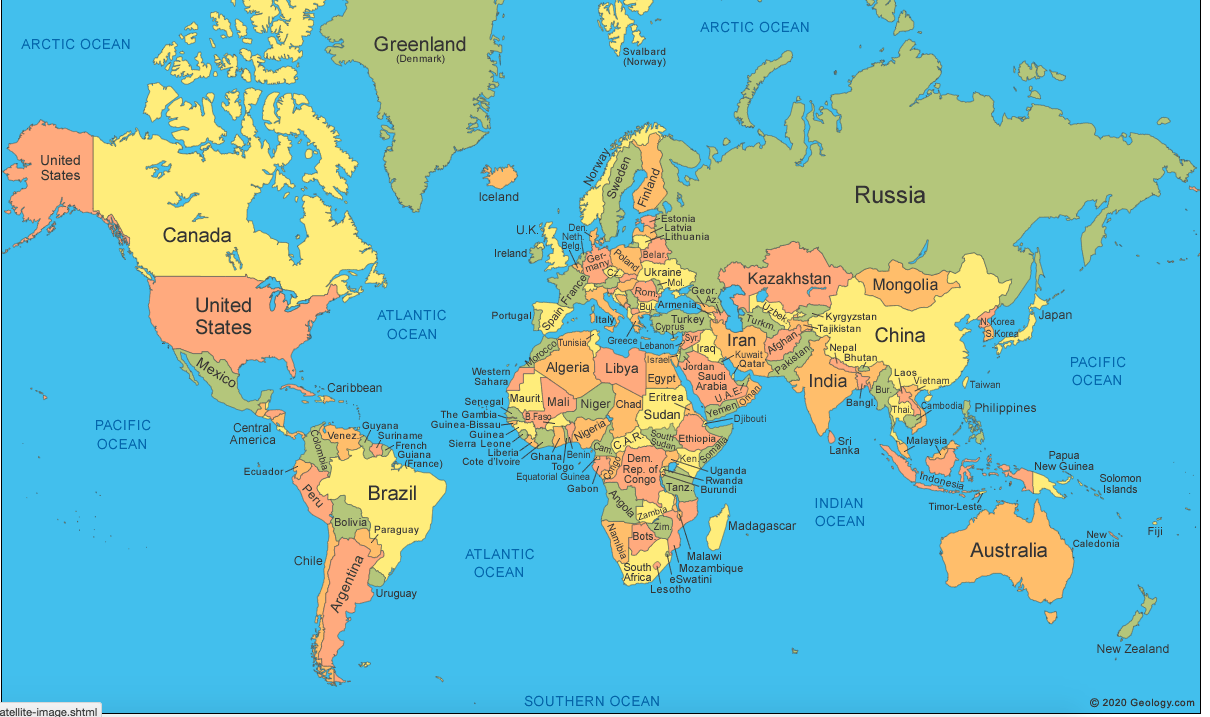 ARCTIC OCEAN
Greenland
(Denmark)
Svalbard
(Norway)
ARCTIC OCEAN
United
States
Canada
Iceland
Norway
Sweden
Finland
Russia
Estonia
Latvia
Lithuania
U.K.
Ireland
Den.
Neth.
Belg.
Ger-
many
Poland
Belar.
Cz.
Ukraine
Mol.
Rom.
Bul.
France
Spain
Portugal
Italy
Greece
Geor.
Az.
Armenia
Turkey
Cyprus
Lebanon
Israel
Syr.
Iraq
Jordan
Kuwait
Qatar
Iran
Kazakhstan
Uzbek.
Turkm.
Kyrgyzstan
Tajikistan
Afghan.
Pakistan
Mongolia
China
N.Korea
S.Korea
Japan
United
States
ATLANTIC
OCEAN
PACIFIC
OCEAN
Mexico
Caribbean
Central
America
PACIFIC
OCEAN
Morocco
Tunisia
Algeria
Libya
Egypt
Western
Sahara
Saudi
Arabia
U.A.E.
Oman
Yemen
Nepal
Bhutan
India
Bangl.
Bur.
Laos
Vietnam
Thai.
Cambodia
Taiwan
Philippines
Senegal
The Gambia
Guinea-Bissau
Guinea
Sierra Leone
Liberia
Cote d'Ivoire
Maurit.
Mali
Niger
Chad
Eritrea
Sudan
B.Faso
Nigeria
Ghana
Togo
Benin
Equatorial Guinea
Gabon
Cam.
C.A.R.
South
Sudan
Ethiopia
Djibouti
Somalia
Ken.
Uganda
Rwanda
Burundi
Congo
Dem.
Rep. of
Congo
Tanz.
Angola
Zambia
Zim.
Namibia
Bots.
South
Africa
Malawi
Mozambique
eSwatini
Lesotho
Madagascar
Sri
Lanka
Malaysia
Indonesia
Timor-Leste
Papua
New Guinea
Solomon
Islands
INDIAN
OCEAN
Australia
New
Caledonia
Fiji
New Zealand
Venez.
Guyana
Suriname
French
Guiana
(France)
Colombia
Ecuador
Peru
Brazil
Bolivia
Paraguay
Chile
Argentina
Uruguay
ATLANTIC
OCEAN
SOUTHERN OCEAN
© 2020 Geology.com
atellite-image.shtml